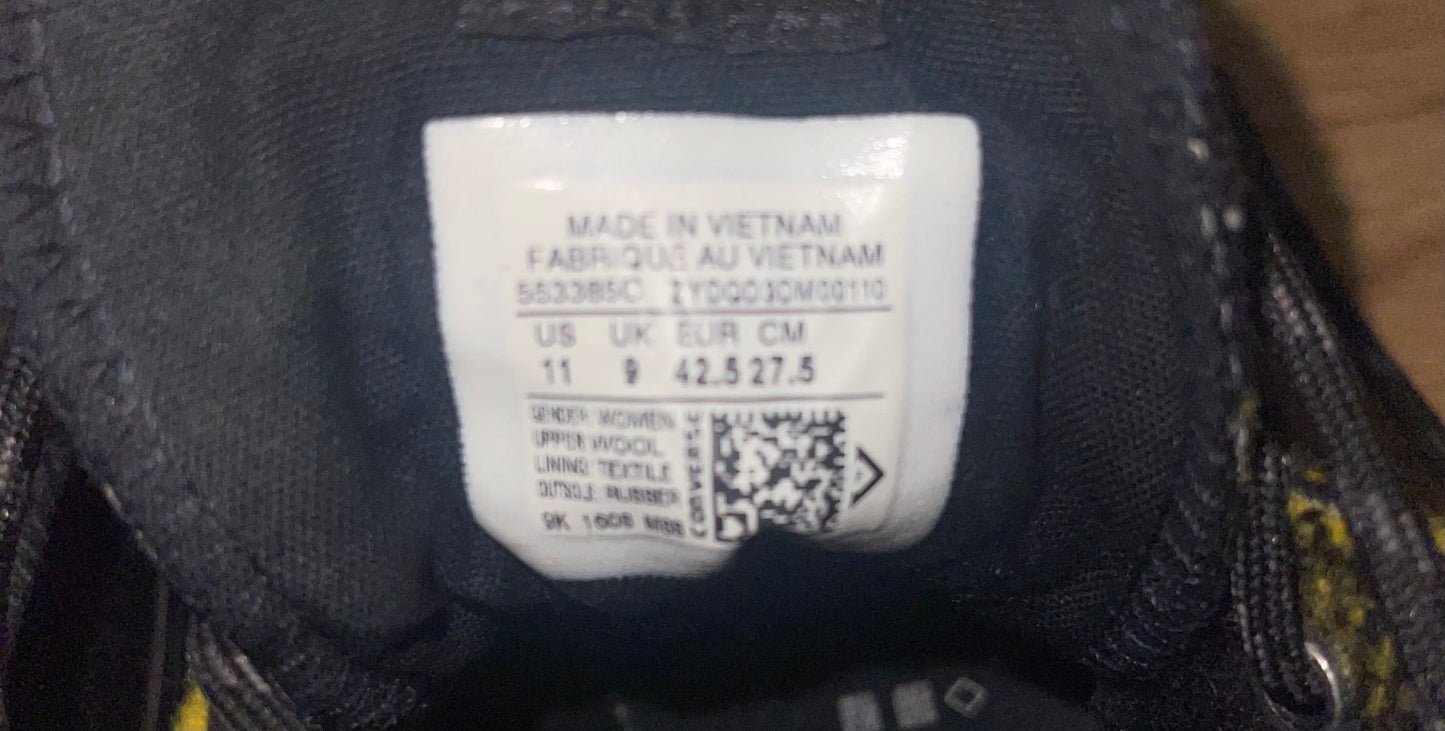 MADE IN VIETNAM
FABRIQUE AU VIETNAM
553385C
US UK EUR CM
11 9 42.5 27.5
GENDER: WOMEN
UPPER: WOOL
LINING: TEXTILE
OUTSOLE: RUBBER
CONVERSE